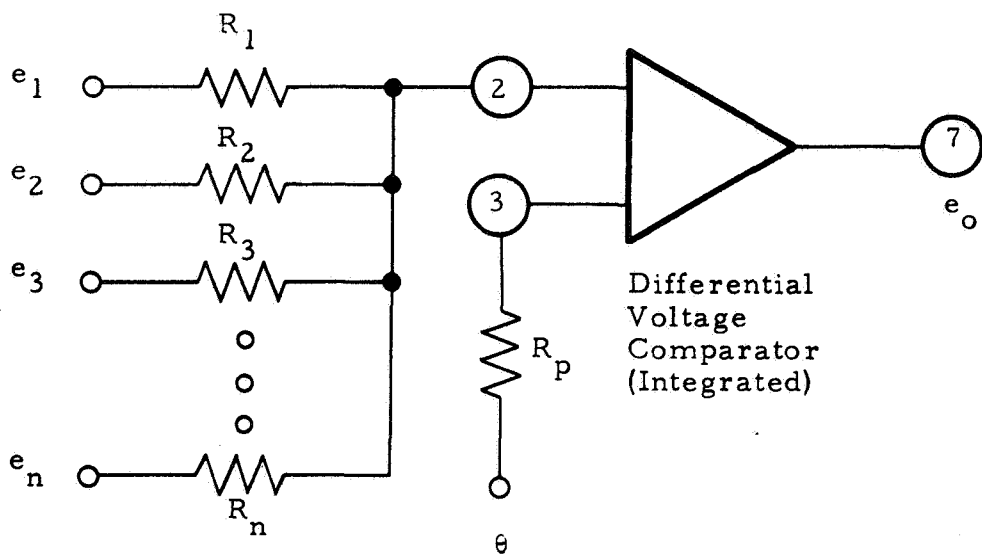 R1
e1
2
R2
e2
7
3
eo
R3
e3
Differential
Voltage
Comparator
(Integrated)
Rp
en
Rn
θ